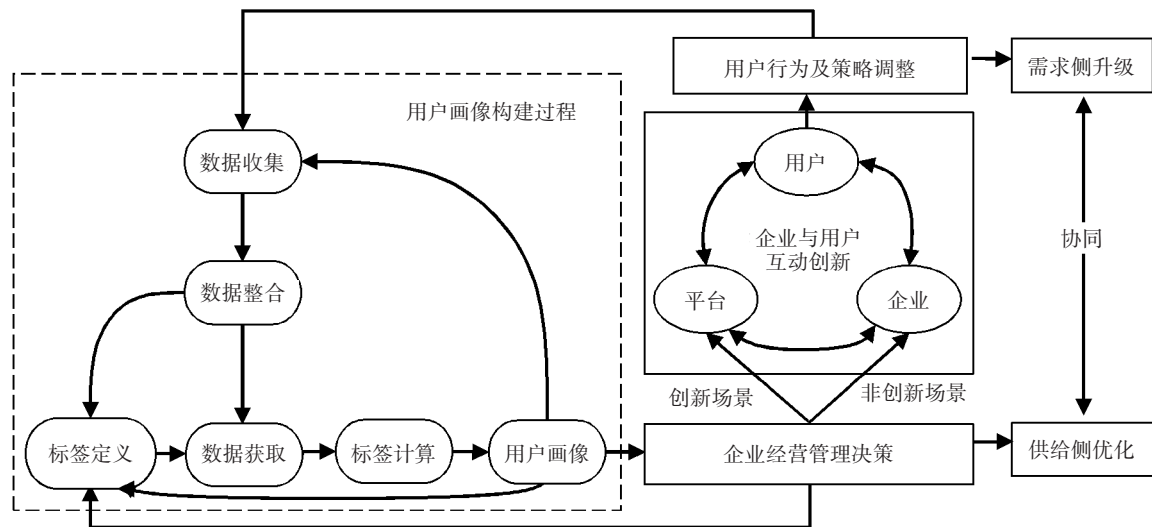 用户行为及策略调整
需求侧升级
用户画像构建过程
数据收集
用户
企业与用户
互动创新
协同
数据整合
平台
企业
创新场景
非创新场景
标签定义
数据获取
标签计算
用户画像
企业经营管理决策
供给侧优化